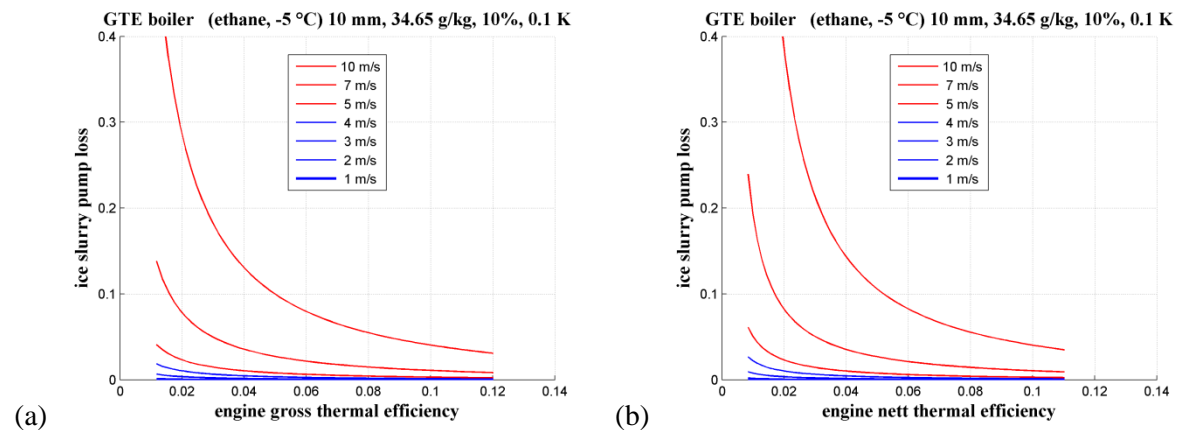 GTE boiler (ethane, -5 °C) 10 mm, 34.65 g/kg, 10%, 0.1 K
0.4
0.3
0.2
0.1
0
ice slurry pump loss
10 m/s
7 m/s
5 m/s
4 m/s
3 m/s
2 m/s
1 m/s
0 0.02 0.04 0.06 0.08 0.1 0.12 0.14
engine gross thermal efficiency
(a)
GTE boiler (ethane, -5 °C) 10 mm, 34.65 g/kg, 10%, 0.1 K
0.4
0.3
0.2
0.1
0
ice slurry pump loss
10 m/s
7 m/s
5 m/s
4 m/s
3 m/s
2 m/s
1 m/s
0 0.02 0.04 0.06 0.08 0.1 0.12 0.14
engine nett thermal efficiency
(b)